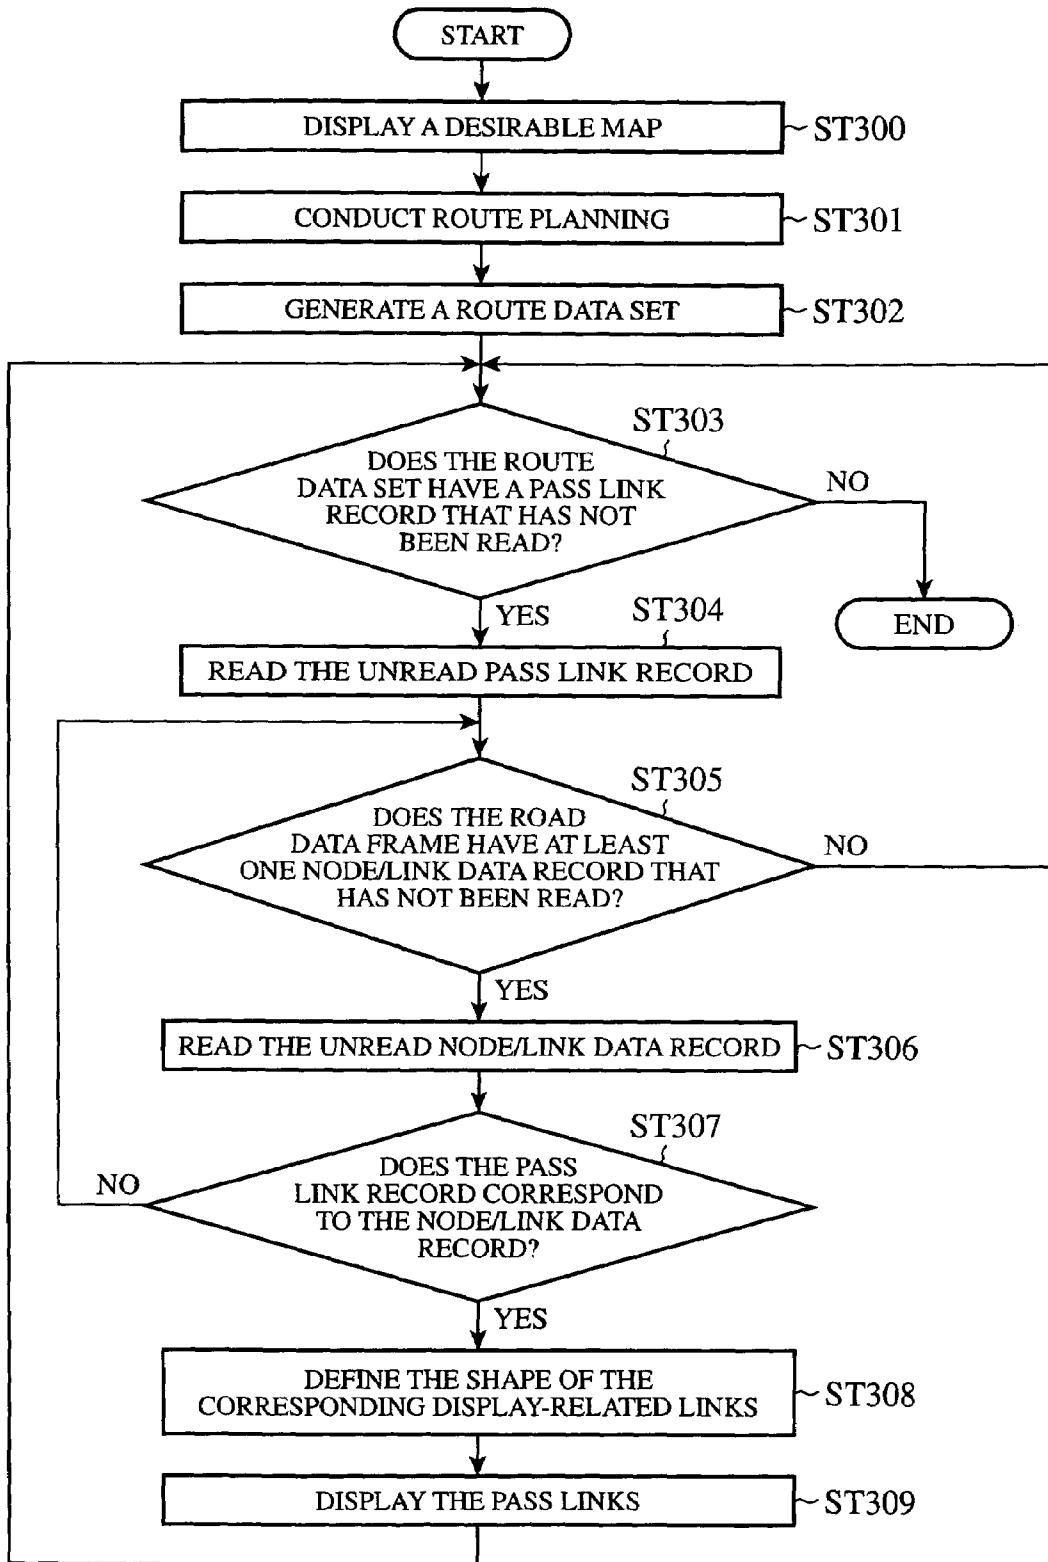 START
DISPLAY A DESIRABLE MAP
ST300
CONDUCT ROUTE PLANNING
ST301
GENERATE A ROUTE DATA SET
ST302
ST303
DOES THE ROUTE
DATA SET HAVE A PASS LINK
RECORD THAT HAS NOT
BEEN READ?
NO
YES
END
ST304
READ THE UNREAD PASS LINK RECORD
ST305
DOES THE ROAD
DATA FRAME HAVE AT LEAST
ONE NODE/LINK DATA RECORD THAT
HAS NOT BEEN READ?
NO
YES
READ THE UNREAD NODE/LINK DATA RECORD
ST306
ST307
DOES THE PASS
LINK RECORD CORRESPOND
TO THE NODE/LINK DATA
RECORD?
NO
YES
DEFINE THE SHAPE OF THE
CORRESPONDING DISPLAY-RELATED LINKS
ST308
DISPLAY THE PASS LINKS
ST309